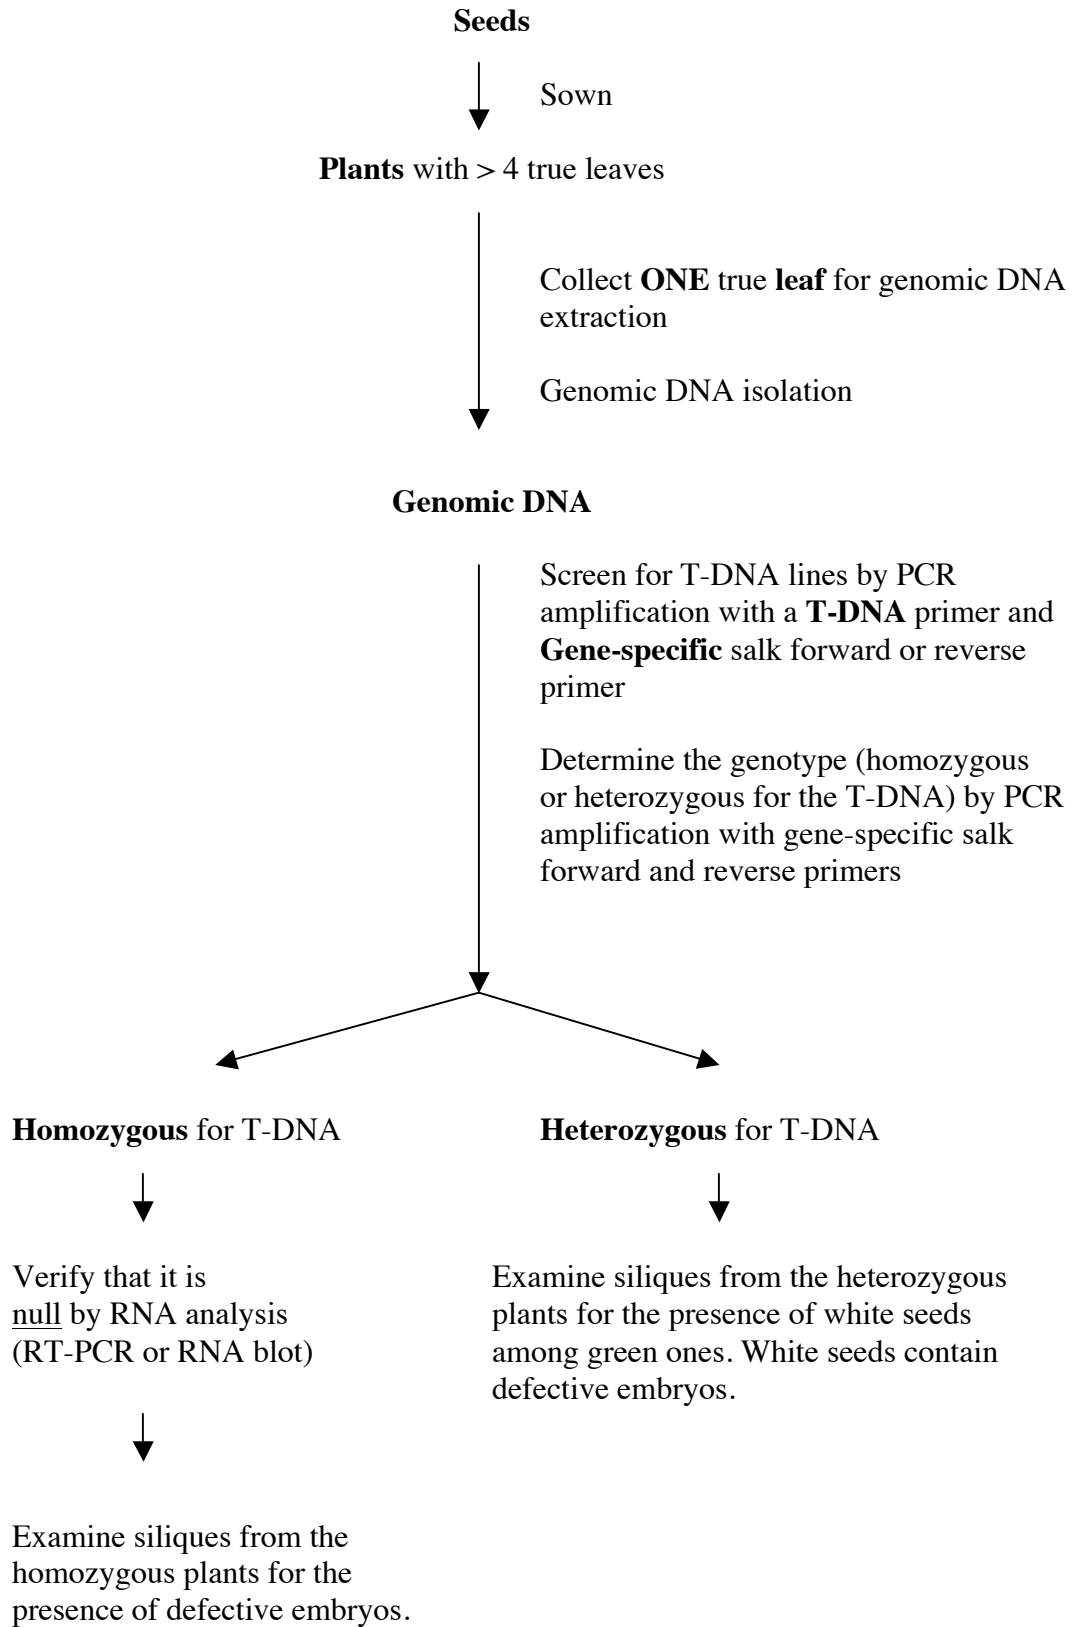 Seeds
Sown
Plants with > 4 true leaves
Collect ONE true leaf for genomic DNA
extraction
Genomic DNA isolation
Genomic DNA
Screen for T-DNA lines by PCR
amplification with a T-DNA primer and
Gene-specific salk forward or reverse
primer
Determine the genotype (homozygous
or heterozygous for the T-DNA) by PCR
amplification with gene-specific salk
forward and reverse primers
Homozygous for T-DNA
Heterozygous for T-DNA
Verify that it is
null by RNA analysis
(RT-PCR or RNA blot)
Examine siliques from the heterozygous
plants for the presence of white seeds
among green ones. White seeds contain
defective embryos.
Examine siliques from the
homozygous plants for the
presence of defective embryos.